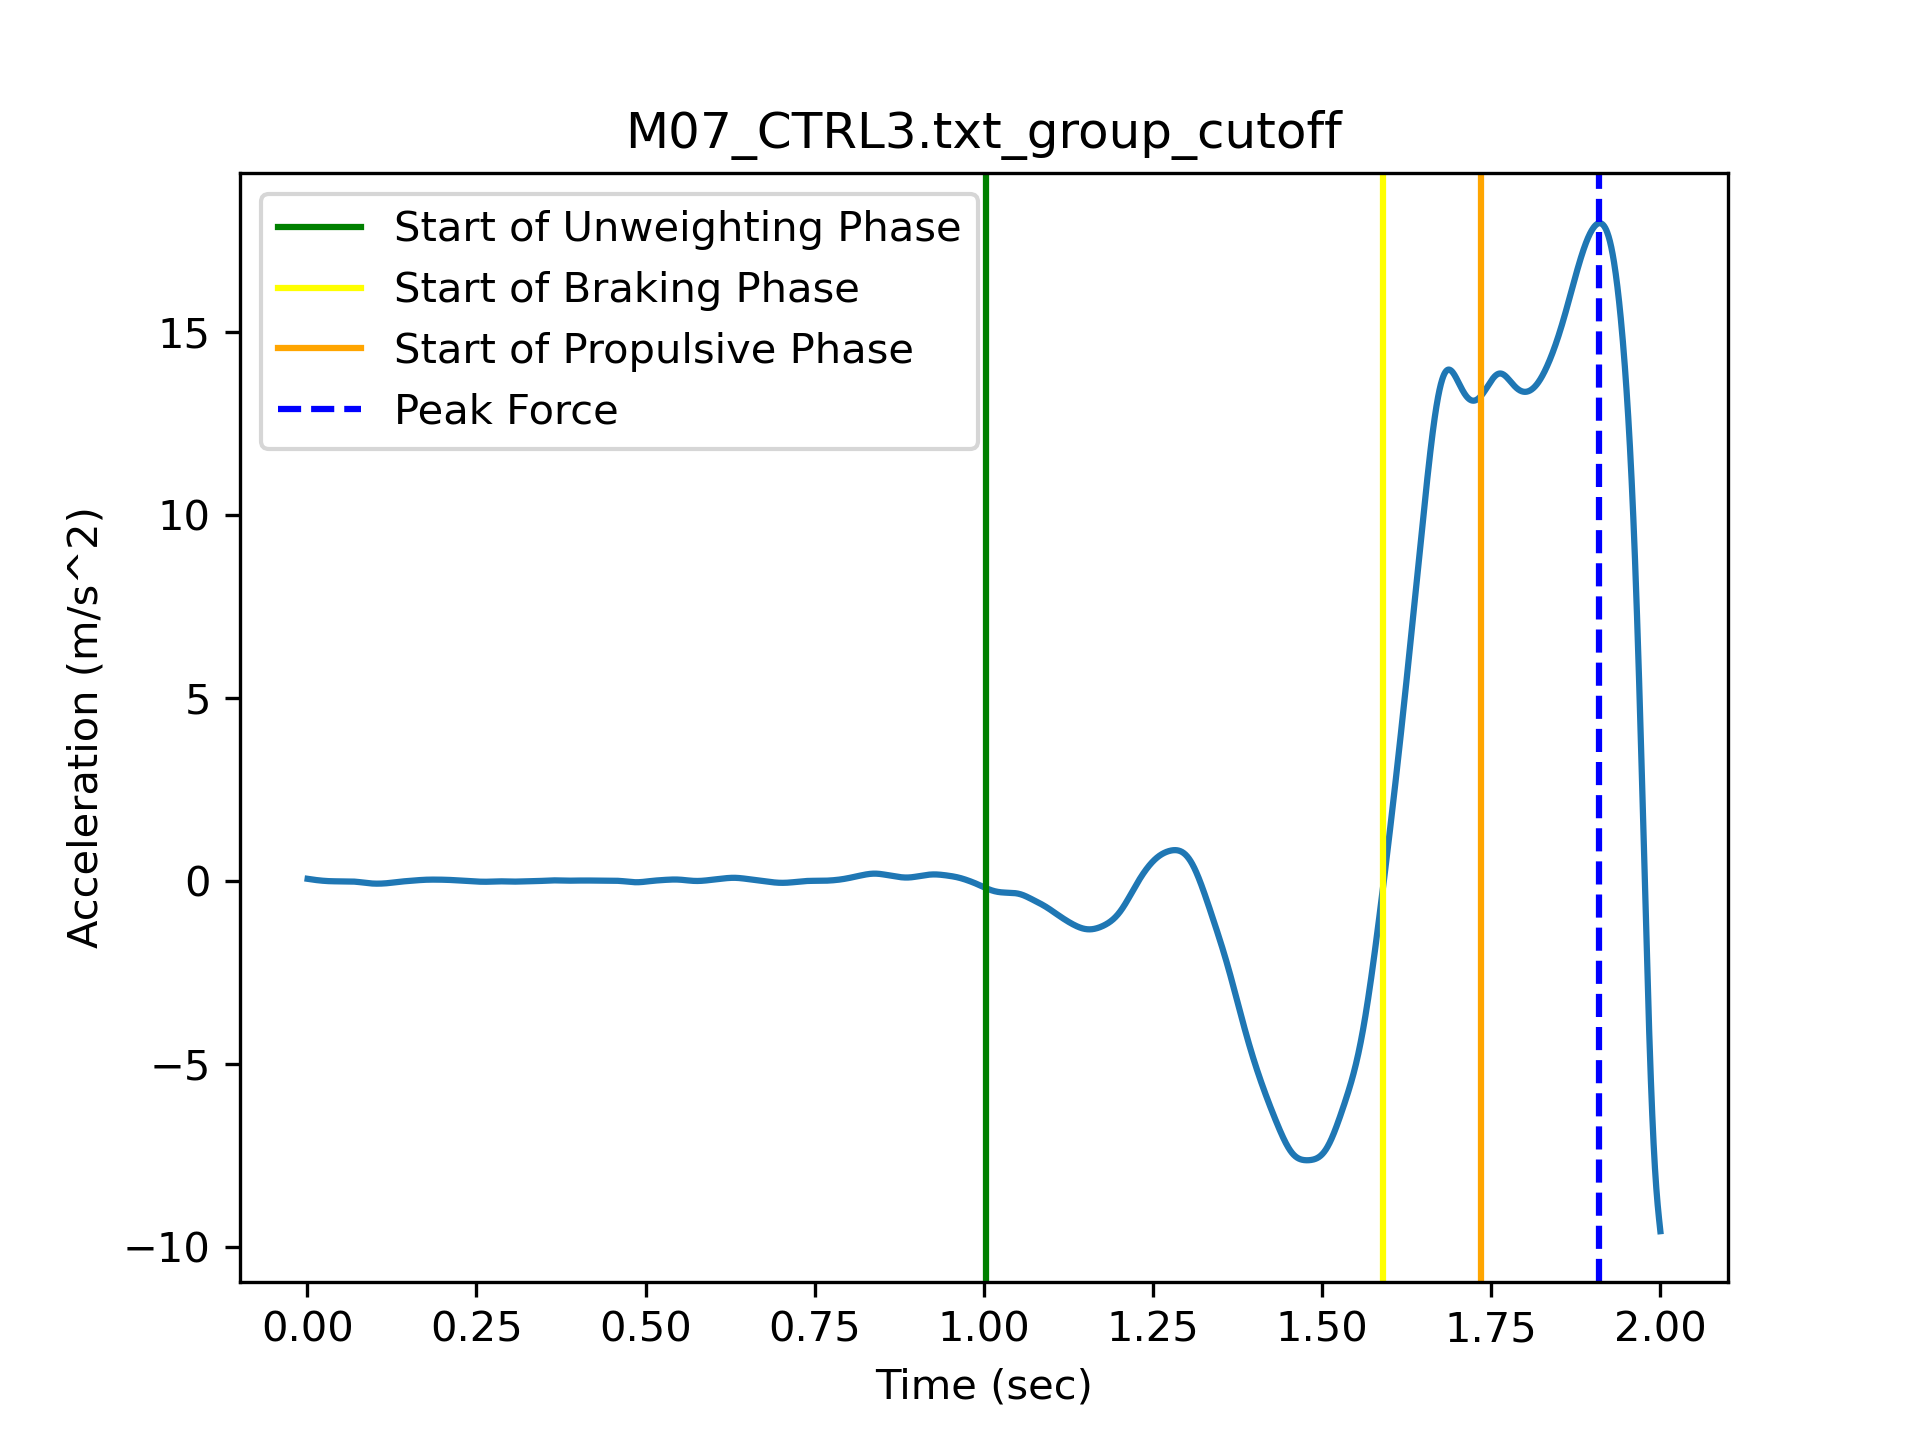 M07_CTRL3.txt_group_cutoff
Start of Unweighting Phase
Start of Braking Phase
Start of Propulsive Phase
Peak Force
15
10
5
0
−5
−10
Acceleration (m/s^2)
0.00 0.25 0.50 0.75 1.00 1.25 1.50 1.75 2.00
Time (sec)